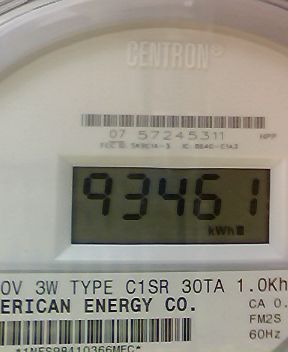 CENTRON®
07 57245311 HPP
93461
kWh
0V 3W TYPE C1SR 30TA 1.0Kh
ERICAN ENERGY CO.
CA 0.
FM2S
60Hz